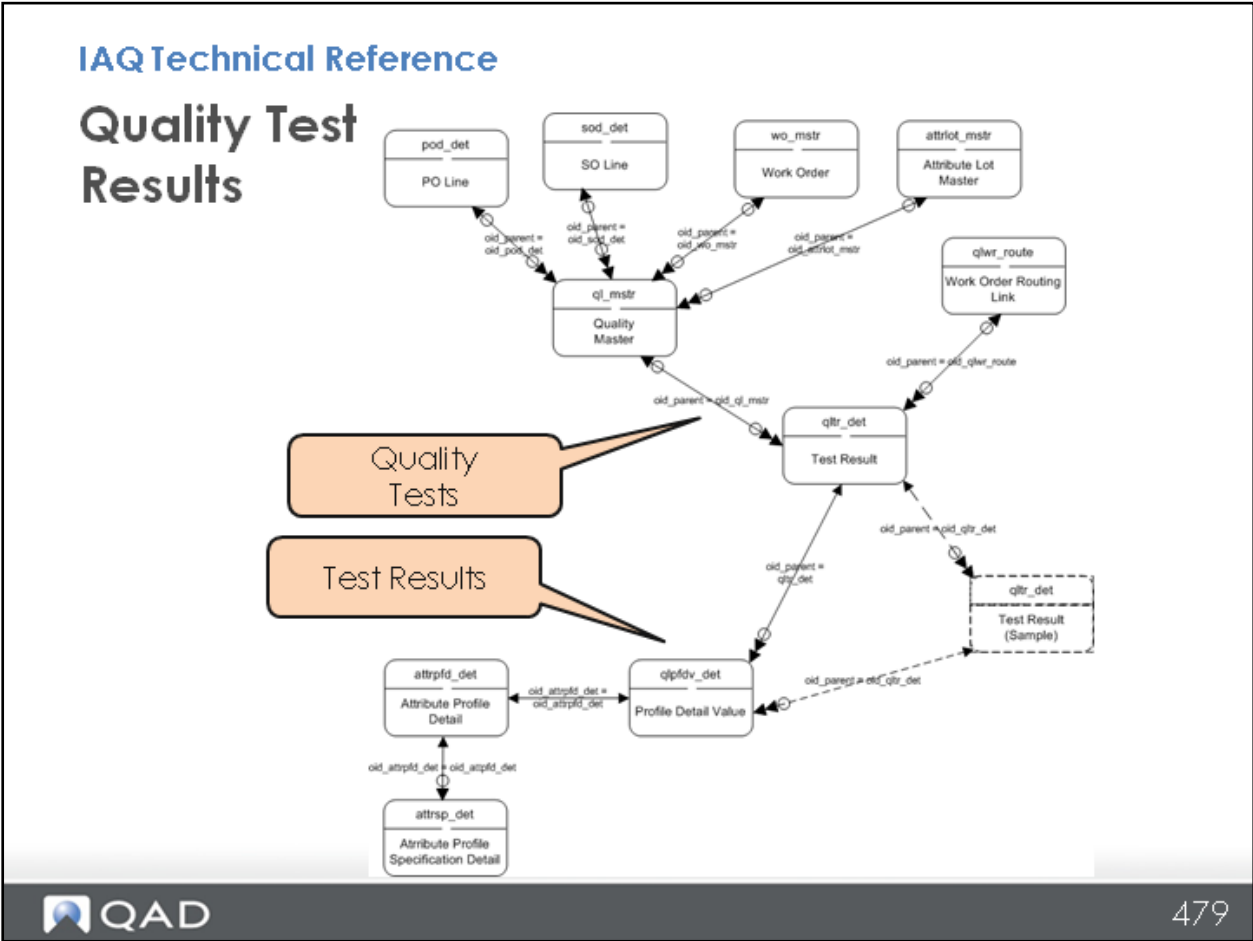 IAQ Technical Reference
Quality Test
Results
pod_det
PO Line
sod_det
SO Line
wo_mstr
Work Order
attrlot_mstr
Attribute Lot
Master
oid_parent =
oid_pod_det
oid_parent =
oid_sod_det
oid_parent =
oid_wo_mstr
oid_parent =
oid_attrlot_mstr
qlwr_route
Work Order Routing
Link
ql_mstr
Quality
Master
oid_parent = oid_qlwr_route
oid_parent = oid_ql_mstr
qltr_det
Test Result
Quality
Tests
oid_parent = oid_qltr_det
Test Results
oid_parent =
qltr_det
qltr_det
Test Result
(Sample)
attrpfd_det
Attribute Profile
Detail
oid_attrpfd_det =
oid_attrpfd_det
qlpfdv_det
Profile Detail Value
oid_parent = oid_qltr_det
oid_attrpfd_det = oid_attpfd_det
attrsp_det
Atrribute Profile
Specification Detail
QAD
479